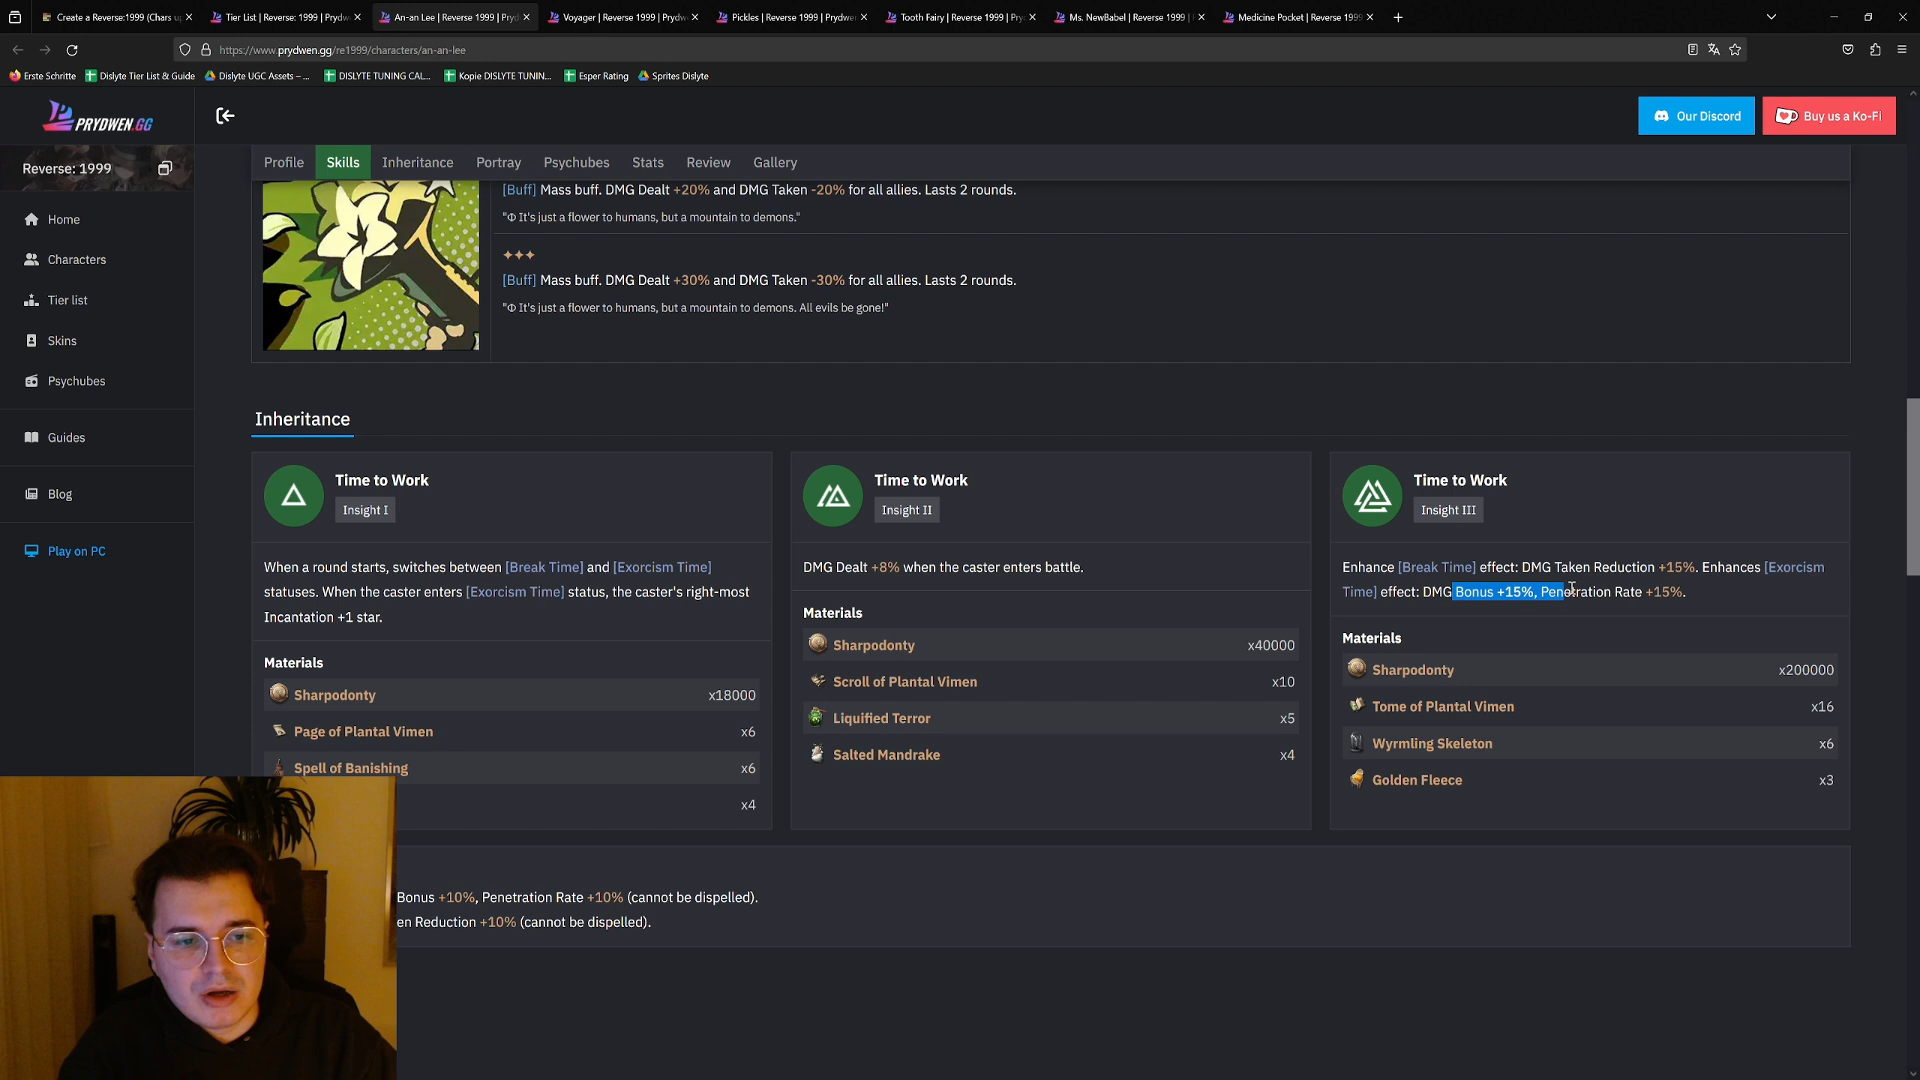 Create a Reverse:1999 (Chars up
Tier List | Reverse: 1999 | Prydw
An-an Lee | Reverse 1999 | Pryd
Voyager | Reverse 1999 | Prydw
Pickles | Reverse 1999 | Prydwe
Tooth Fairy | Reverse 1999 | Pry
Ms. NewBabel | Reverse 1999 |
Medicine Pocket | Reverse 1999
https://www.prydwen.gg/re1999/characters/an-an-lee
Erste Schritte
Dislyte Tier List & Guide
Dislyte UGC Assets – ...
DISLYTE TUNING CAL...
Kopie DISLYTE TUNIN...
Esper Rating
Sprites Dislyte
PRYDWEN.GG
Our Discord
Buy us a Ko-Fi
Reverse: 1999
Home
Characters
Tier list
Skins
Psychubes
Guides
Blog
Play on PC
Profile
Skills
Inheritance
Portray
Psychubes
Stats
Review
Gallery
[Buff] Mass buff. DMG Dealt +20% and DMG Taken -20% for all allies. Lasts 2 rounds.
"Φ It's just a flower to humans, but a mountain to demons."
✦✦✦
[Buff] Mass buff. DMG Dealt +30% and DMG Taken -30% for all allies. Lasts 2 rounds.
"Φ It's just a flower to humans, but a mountain to demons. All evils be gone!"
Inheritance
Time to Work
Insight I
When a round starts, switches between [Break Time] and [Exorcism Time]
statuses. When the caster enters [Exorcism Time] status, the caster's right-most
Incantation +1 star.
Materials
Sharpodonty x18000
Page of Plantal Vimen x6
Spell of Banishing x6
x4
Time to Work
Insight II
DMG Dealt +8% when the caster enters battle.
Materials
Sharpodonty x40000
Scroll of Plantal Vimen x10
Liquified Terror x5
Salted Mandrake x4
Time to Work
Insight III
Enhance [Break Time] effect: DMG Taken Reduction +15%. Enhances [Exorcism
Time] effect: DMG Bonus +15%, Penetration Rate +15%.
Materials
Sharpodonty x200000
Tome of Plantal Vimen x16
Wyrmling Skeleton x6
Golden Fleece x3
Bonus +10%, Penetration Rate +10% (cannot be dispelled).
en Reduction +10% (cannot be dispelled).